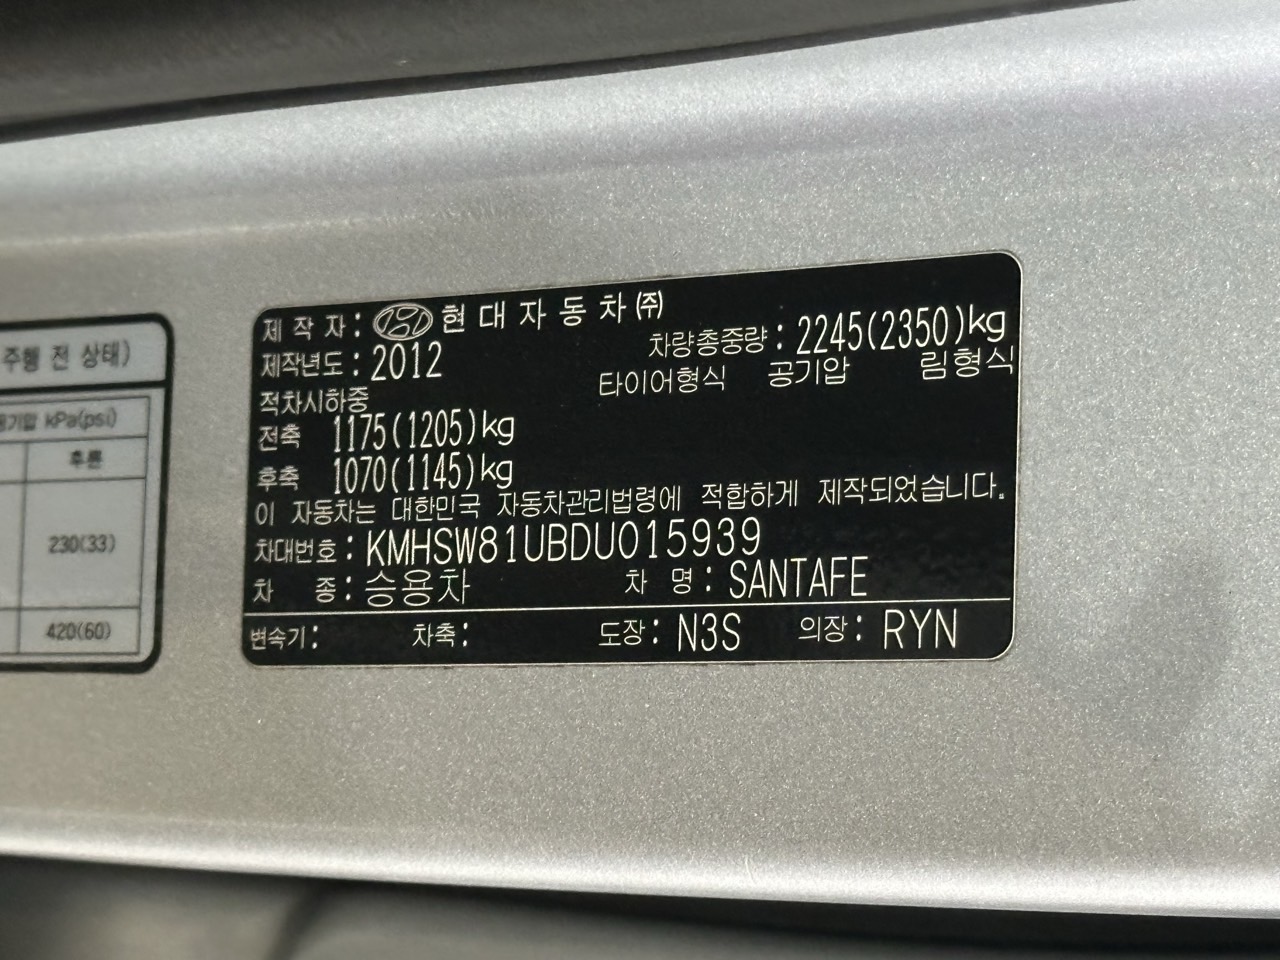 주행 전 상태)
공기압 kPa(psi)
후륜
230(33)
420(60)
제 작 자 : 현 대 자 동 차 ㈜
차량총중량 : 2245(2350)kg
제작년도 : 2012
타이어형식 공기압 림형식
적차시하중
전축 1175(1205)kg
후축 1070(1145)kg
이 자동차는 대한민국 자동차관리법령에 적합하게 제작되었습니다.
차대번호 : KMHSW81UBDU015939
차 종 : 승용차 차 명 : SANTAFE
변속기 : 차축 : 도장 : N3S 의장 : RYN